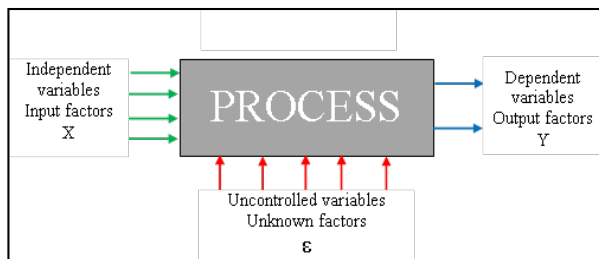 Independent
variables
Input factors
X
PROCESS
Dependent
variables
Output factors
Y
Uncontrolled variables
Unknown factors
ε